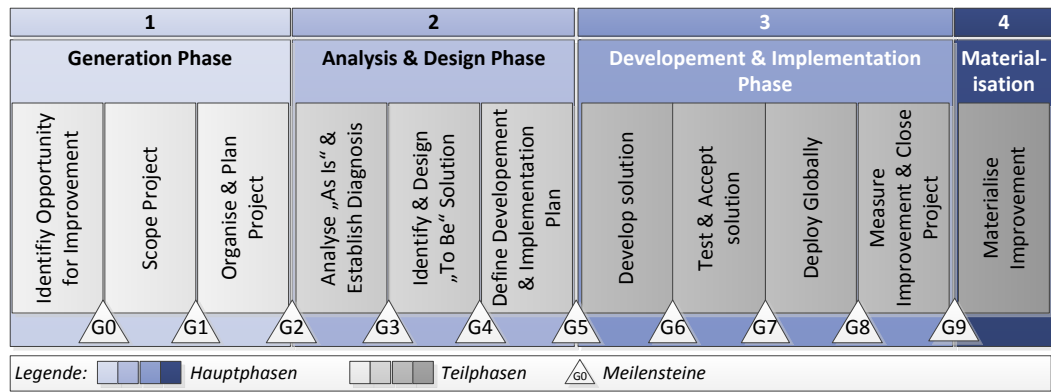 1
2
3
4
Generation Phase
Analysis & Design Phase
Developement & Implementation
Phase
Material-
isation
Identifiy Opportunity
for Improvement
Scope Project
Organise & Plan
Project
Analyse „As Is“ &
Establish Diagnosis
Identify & Design
„To Be“ Solution
Define Development
& Implementation
Plan
Develop solution
Test & Accept
solution
Deploy Globally
Measure
Improvement & Close
Project
Materialise
Improvement
G0
G1
G2
G3
G4
G5
G6
G7
G8
G9
Legende:
Hauptphasen
Teilphasen
G0
Meilensteine